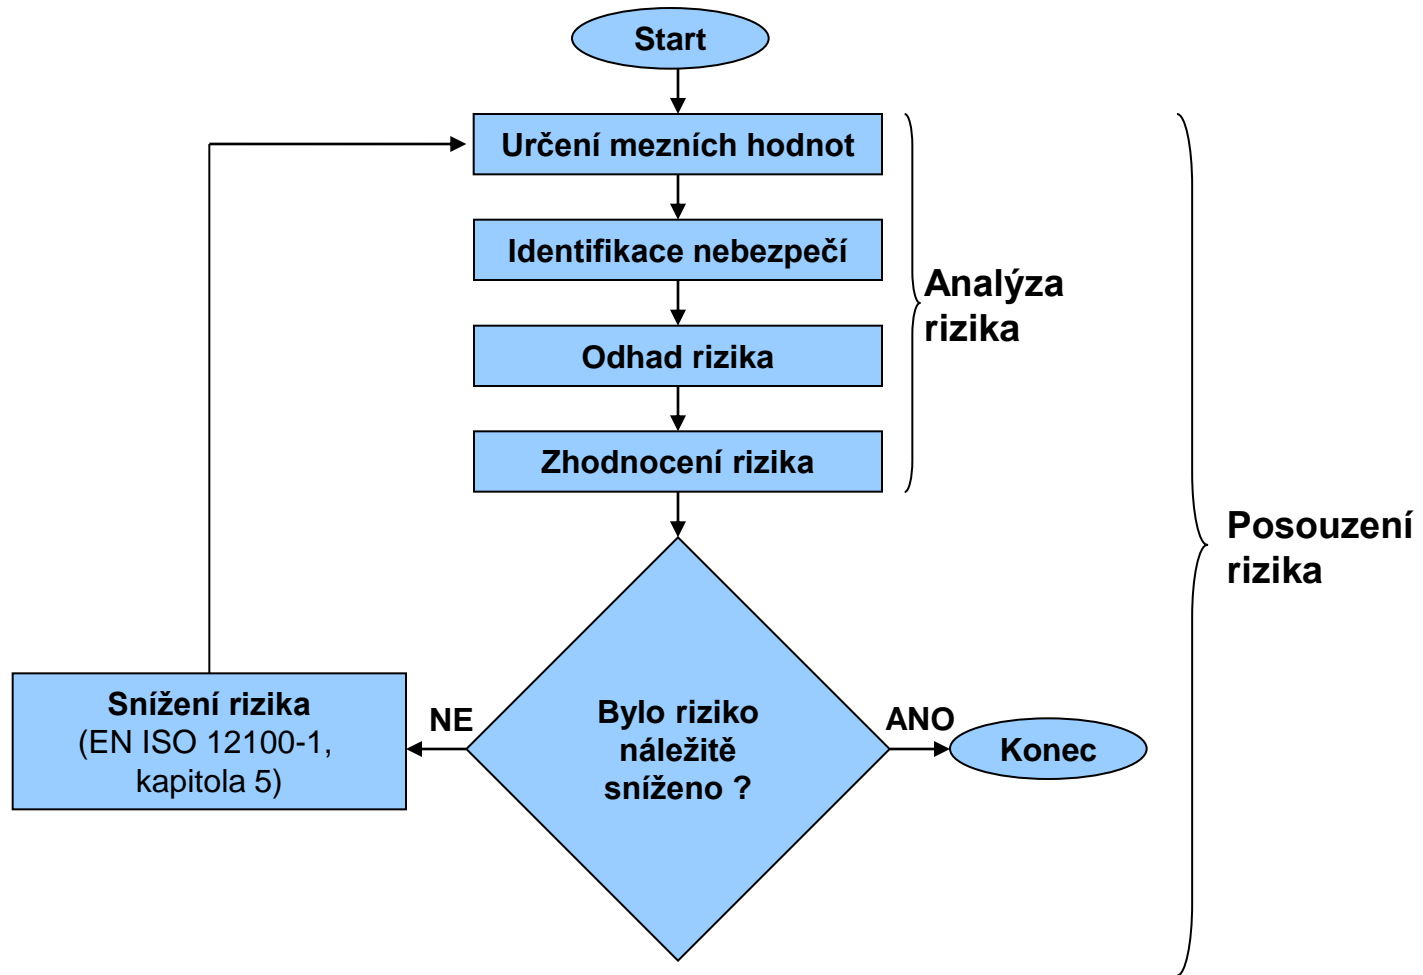 Start
Určení mezních hodnot
Identifikace nebezpečí
Odhad rizika
Zhodnocení rizika
Analýza
rizika
Posouzení
rizika
Snížení rizika
(EN ISO 12100-1,
kapitola 5)
NE
Bylo riziko
náležitě
sníženo ?
ANO
Konec